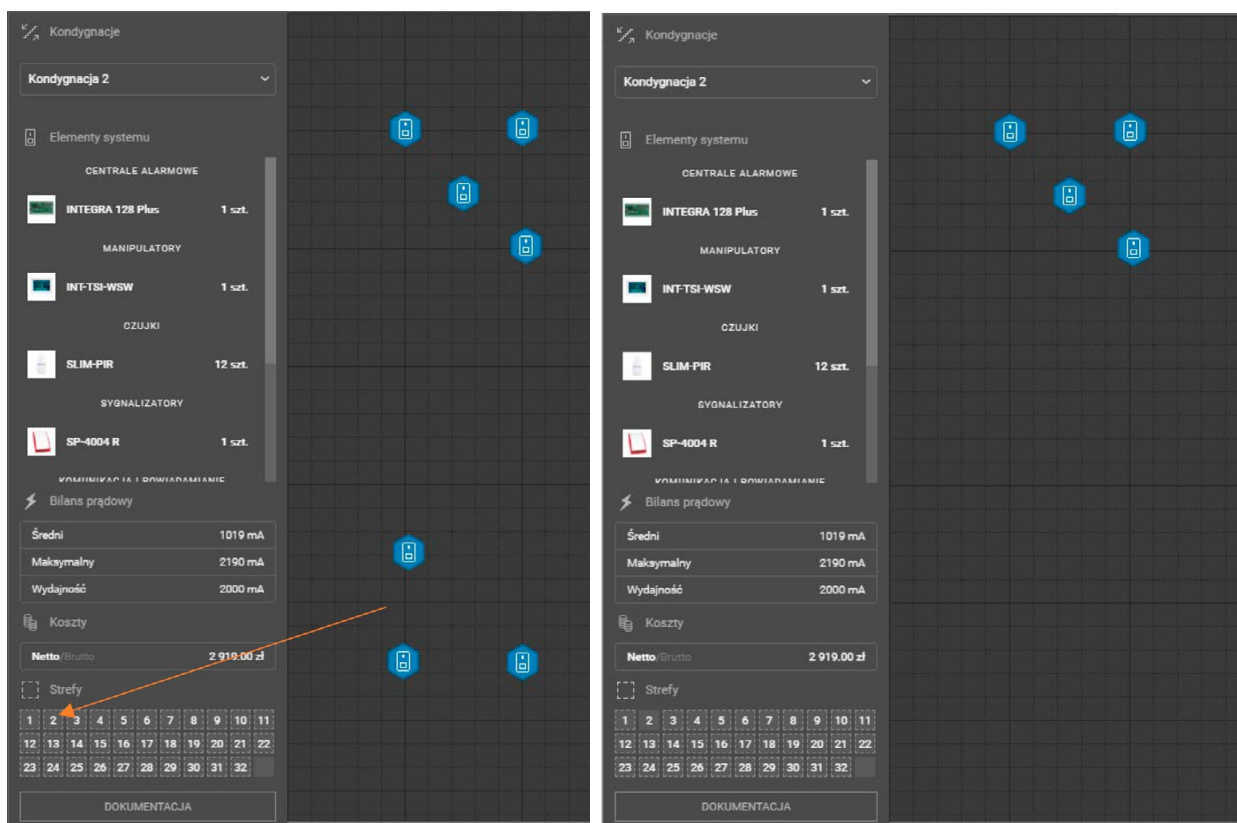 Kondygnacje
Kondygnacja 2
Elementy systemu
CENTRALE ALARMOWE
INTEGRA 128 Plus 1 szt.
MANIPULATORY
INT-TSI-WSW 1 szt.
CZUJKI
SLIM-PIR 12 szt.
SYGNALIZATORY
SP-4004 R 1 szt.
KOMUNIKACJA I POWIADAMIANIE
Bilans prądowy
Średni 1019 mA
Maksymalny 2190 mA
Wydajność 2000 mA
Koszty
Netto/Brutto 2 919.00 zł
Strefy
1 2 3 4 5 6 7 8 9 10 11
12 13 14 15 16 17 18 19 20 21 22
23 24 25 26 27 28 29 30 31 32
DOKUMENTACJA
Kondygnacje
Kondygnacja 2
Elementy systemu
CENTRALE ALARMOWE
INTEGRA 128 Plus 1 szt.
MANIPULATORY
INT-TSI-WSW 1 szt.
CZUJKI
SLIM-PIR 12 szt.
SYGNALIZATORY
SP-4004 R 1 szt.
KOMUNIKACJA I POWIADAMIANIE
Bilans prądowy
Średni 1019 mA
Maksymalny 2190 mA
Wydajność 2000 mA
Koszty
Netto/Brutto 2 919.00 zł
Strefy
1 2 3 4 5 6 7 8 9 10 11
12 13 14 15 16 17 18 19 20 21 22
23 24 25 26 27 28 29 30 31 32
DOKUMENTACJA